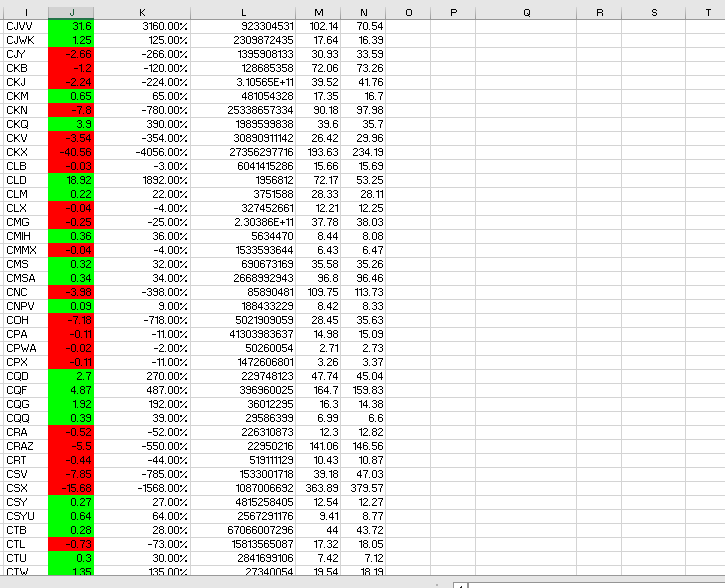 I J K L M N O P Q R S T
CJVV 31.6 3160.00% 923304531 102.14 70.54
CJWK 1.25 125.00% 2309872435 17.64 16.39
CJY -2.66 -266.00% 1395908133 30.93 33.59
CKB -1.2 -120.00% 128685358 72.06 73.26
CKJ -2.24 -224.00% 3.10565E+11 39.52 41.76
CKM 0.65 65.00% 481054328 17.35 16.7
CKN -7.8 -780.00% 25338657334 90.18 97.98
CKQ 3.9 390.00% 1989599838 39.6 35.7
CKV -3.54 -354.00% 30890911142 26.42 29.96
CKX -40.56 -4056.00% 27356297716 193.63 234.19
CLB -0.03 -3.00% 6041415286 15.66 15.69
CLD 18.92 1892.00% 1956812 72.17 53.25
CLM 0.22 22.00% 3751588 28.33 28.11
CLX -0.04 -4.00% 327452661 12.21 12.25
CMG -0.25 -25.00% 2.30386E+11 37.78 38.03
CMIH 0.36 36.00% 5634470 8.44 8.08
CMMX -0.04 -4.00% 1533593644 6.43 6.47
CMS 0.32 32.00% 690673169 35.58 35.26
CMSA 0.34 34.00% 2668992943 96.8 96.46
CNC -3.98 -398.00% 85890481 109.75 113.73
CNPV 0.09 9.00% 188433229 8.42 8.33
COH -7.18 -718.00% 5021909059 28.45 35.63
CPA -0.11 -11.00% 41303983637 14.98 15.09
CPWA -0.02 -2.00% 50260054 2.71 2.73
CPX -0.11 -11.00% 1472606801 3.26 3.37
CQD 2.7 270.00% 229748123 47.74 45.04
CQF 4.87 487.00% 396960025 164.7 159.83
CQG 1.92 192.00% 36012295 16.3 14.38
CQQ 0.39 39.00% 29586399 6.99 6.6
CRA -0.52 -52.00% 226310873 12.3 12.82
CRAZ -5.5 -550.00% 22950216 141.06 146.56
CRT -0.44 -44.00% 519111129 10.43 10.87
CSV -7.85 -785.00% 1533001718 39.18 47.03
CSX -15.68 -1568.00% 1087006692 363.89 379.57
CSY 0.27 27.00% 4815258405 12.54 12.27
CSYU 0.64 64.00% 2567291176 9.41 8.77
CTB 0.28 28.00% 67066007296 44 43.72
CTL -0.73 -73.00% 15813565087 17.32 18.05
CTU 0.3 30.00% 2841699106 7.42 7.12
CTW 1.35 135.00% 27340054 19.54 18.19